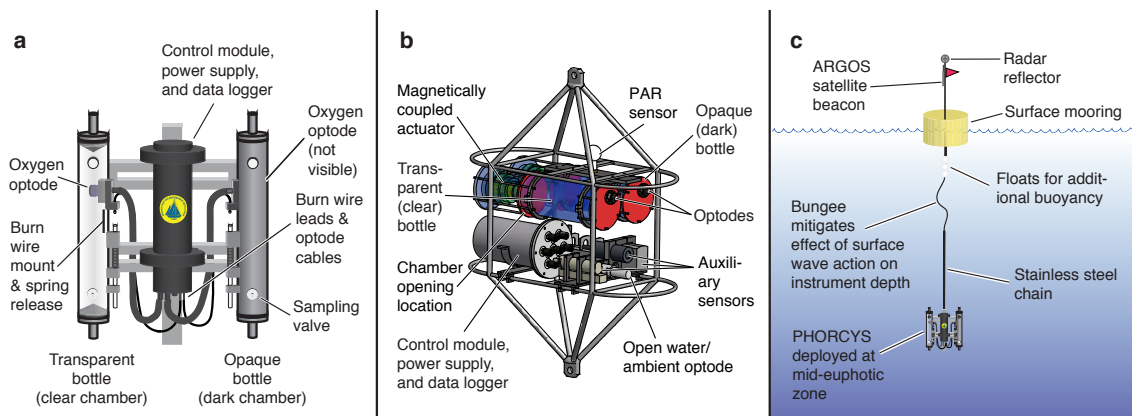 a
Control module,
power supply,
and data logger
Oxygen
optode
(not
visible)
Oxygen
optode
Burn
wire
mount
& spring
release
Burn wire
leads &
optode
cables
Sampling
valve
Transparent
bottle
(clear chamber)
Opaque
bottle
(dark chamber)
b
Magnetically
coupled
actuator
PAR
sensor
Opaque
(dark)
bottle
Trans-
parent
(clear)
bottle
Optodes
Chamber
opening
location
Auxili-
ary
sensors
Control module,
power supply,
and data logger
Open water/
ambient optode
c
ARGOS
satellite
beacon
Radar
reflector
Surface mooring
Floats for addit-
ional buoyancy
Bungee
mitigates
effect of surface
wave action on
instrument depth
Stainless steel
chain
PHORCYS
deployed at
mid-euphotic
zone